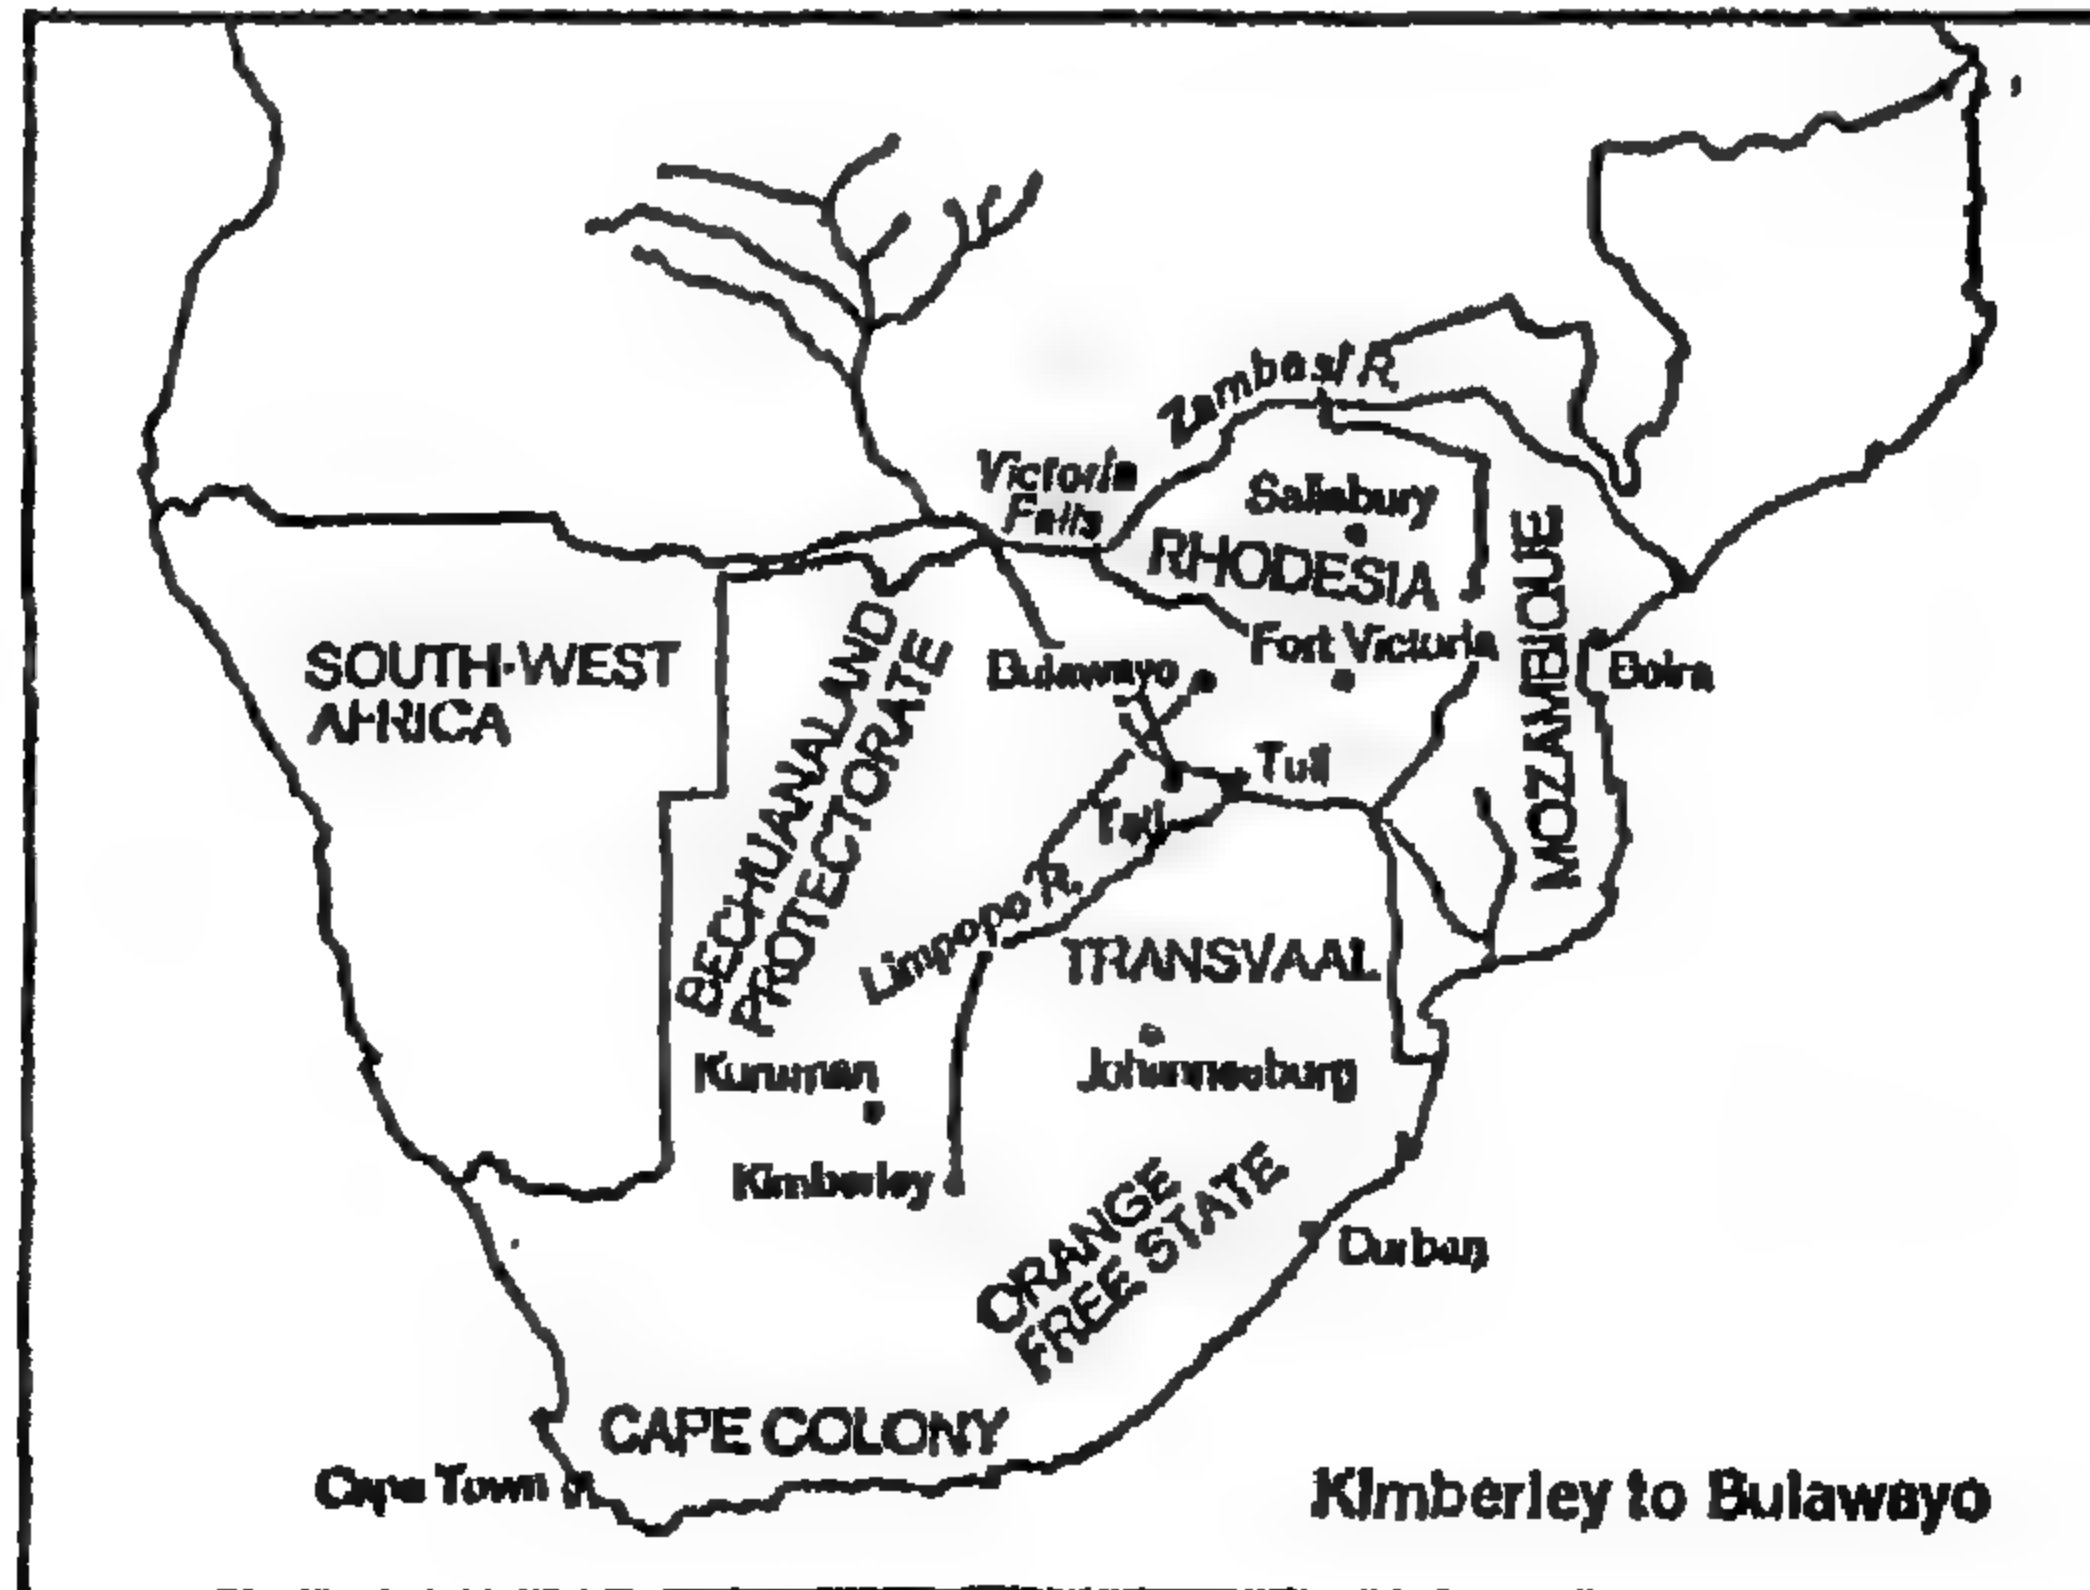 Zambesi R.
Victoria
Falls
Salisbury
RHODESIA
MOZAMBIQUE
SOUTH-WEST
AFRICA
BECHUANALAND
PROTECTORATE
Bulawayo
Fort Victoria
Beira
Tuli
Tati
Limpopo R.
TRANSVAAL
Kuruman
Johannesburg
Kimberley
ORANGE
FREE STATE
Durban
CAPE COLONY
Cape Town
Kimberley to Bulawayo